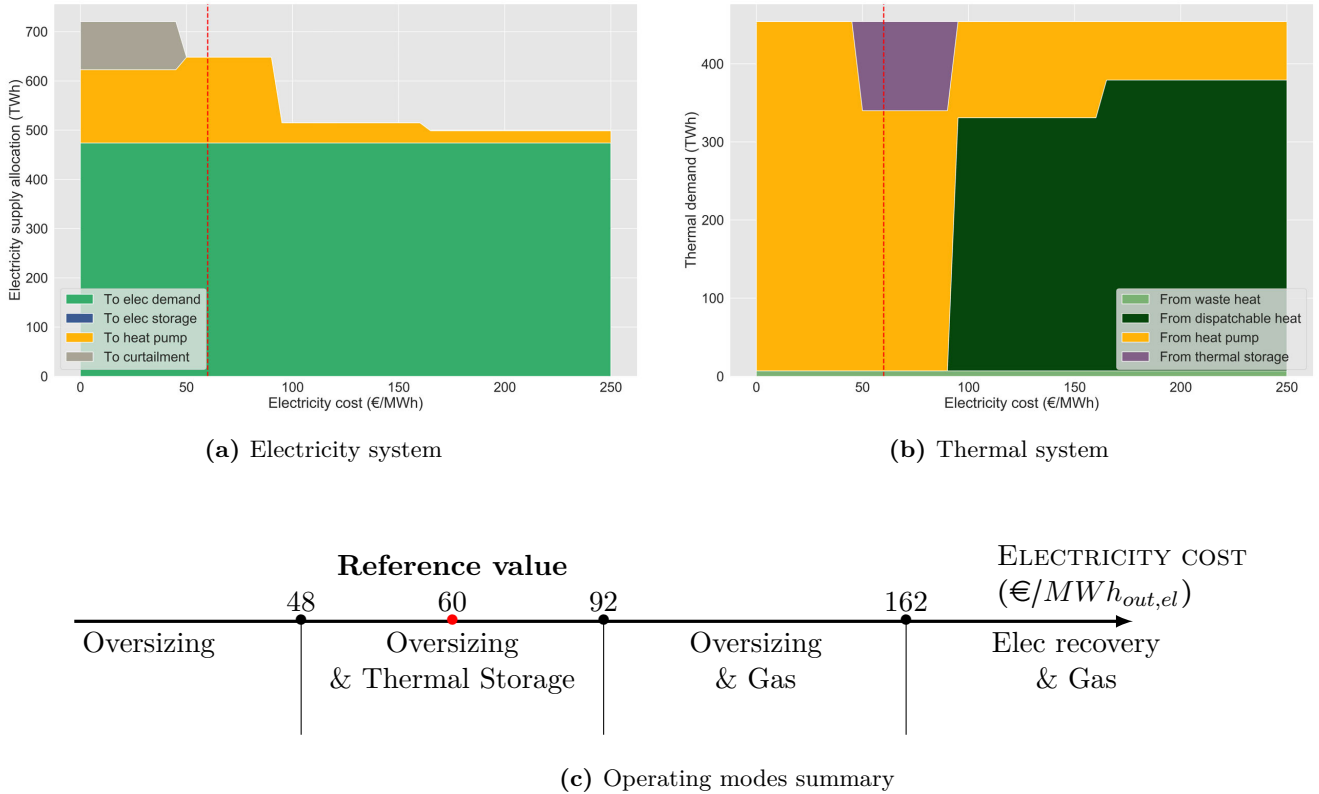 700
600
500
400
300
200
100
0
Electricity supply allocation (TWh)
To elec demand
To elec storage
To heat pump
To curtailment
0 50 100 150 200 250
Electricity cost (€/MWh)
(a) Electricity system
400
300
200
100
0
Thermal demand (TWh)
From waste heat
From dispatchable heat
From heat pump
From thermal storage
0 50 100 150 200 250
Electricity cost (€/MWh)
(b) Thermal system
Reference value
ELECTRICITY COST
(€/MWh_{out,el})
48 60 92 162
Oversizing
Oversizing
& Thermal Storage
Oversizing
& Gas
Elec recovery
& Gas
(c) Operating modes summary